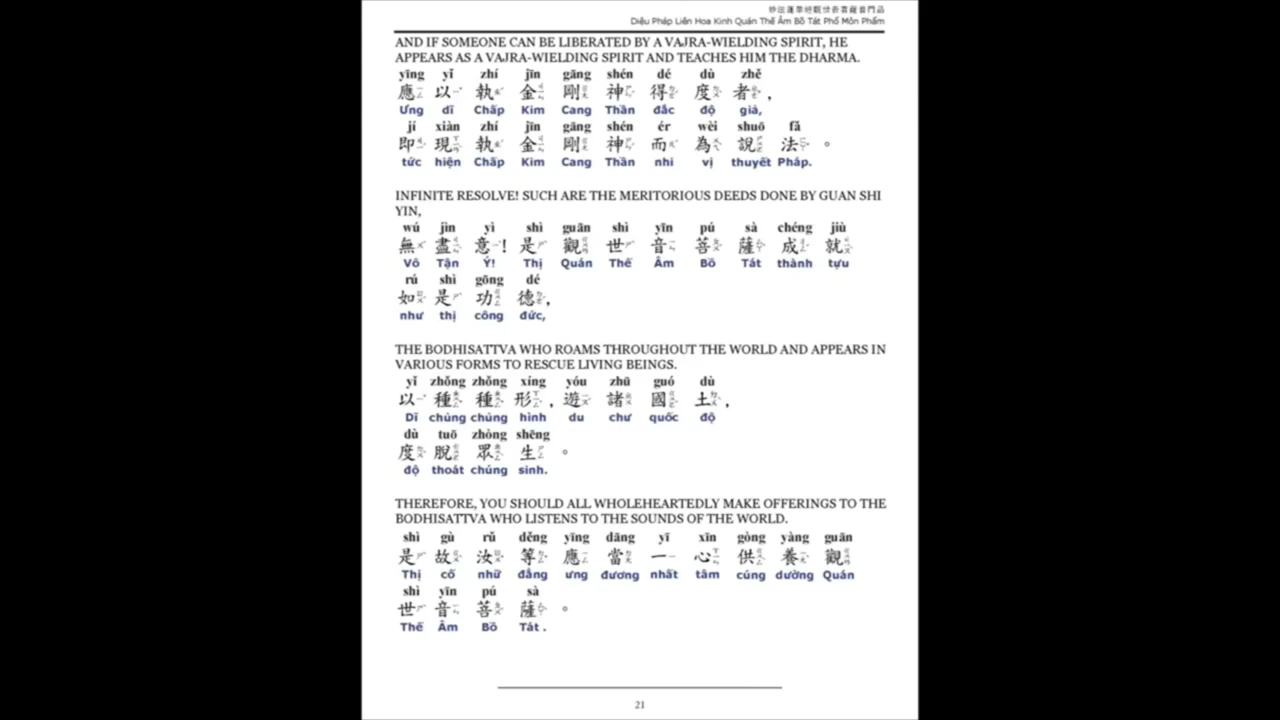 妙法蓮華經觀世音菩薩普門品
Diệu Pháp Liên Hoa Kinh Quán Thế Âm Bồ Tát Phổ Môn Phẩm
AND IF SOMEONE CAN BE LIBERATED BY A VAJRA-WIELDING SPIRIT, HE
APPEARS AS A VAJRA-WIELDING SPIRIT AND TEACHES HIM THE DHARMA.
yīng yǐ zhí jīn gāng shén dé dù zhě
應以執金剛神得度者，
Ưng dĩ Chấp Kim Cang Thần đắc độ giả,
jí xiàn zhí jīn gāng shén ér wèi shuō fǎ
即現執金剛神而為說法。
tức hiện Chấp Kim Cang Thần nhi vị thuyết Pháp.
INFINITE RESOLVE! SUCH ARE THE MERITORIOUS DEEDS DONE BY GUAN SHI
YIN,
wú jìn yì shì guān shì yīn pú sà chéng jiù
無盡意！是觀世音菩薩成就
Vô Tận Ý! Thị Quán Thế Âm Bồ Tát thành tựu
rú shì gōng dé
如是功德，
như thị công đức,
THE BODHISATTVA WHO ROAMS THROUGHOUT THE WORLD AND APPEARS IN
VARIOUS FORMS TO RESCUE LIVING BEINGS.
yǐ zhǒng zhǒng xíng yóu zhū guó dù
以種種形，遊諸國土，
Dĩ chủng chủng hình du chư quốc độ
dù tuō zhòng shēng
度脫眾生。
độ thoát chúng sinh.
THEREFORE, YOU SHOULD ALL WHOLEHEARTEDLY MAKE OFFERINGS TO THE
BODHISATTVA WHO LISTENS TO THE SOUNDS OF THE WORLD.
shì gù rǔ děng yīng dāng yī xīn gòng yàng guān
是故汝等應當一心供養觀
Thị cố nhữ đẳng ưng đương nhất tâm cúng dường Quán
shì yīn pú sà
世音菩薩。
Thế Âm Bồ Tát .
21